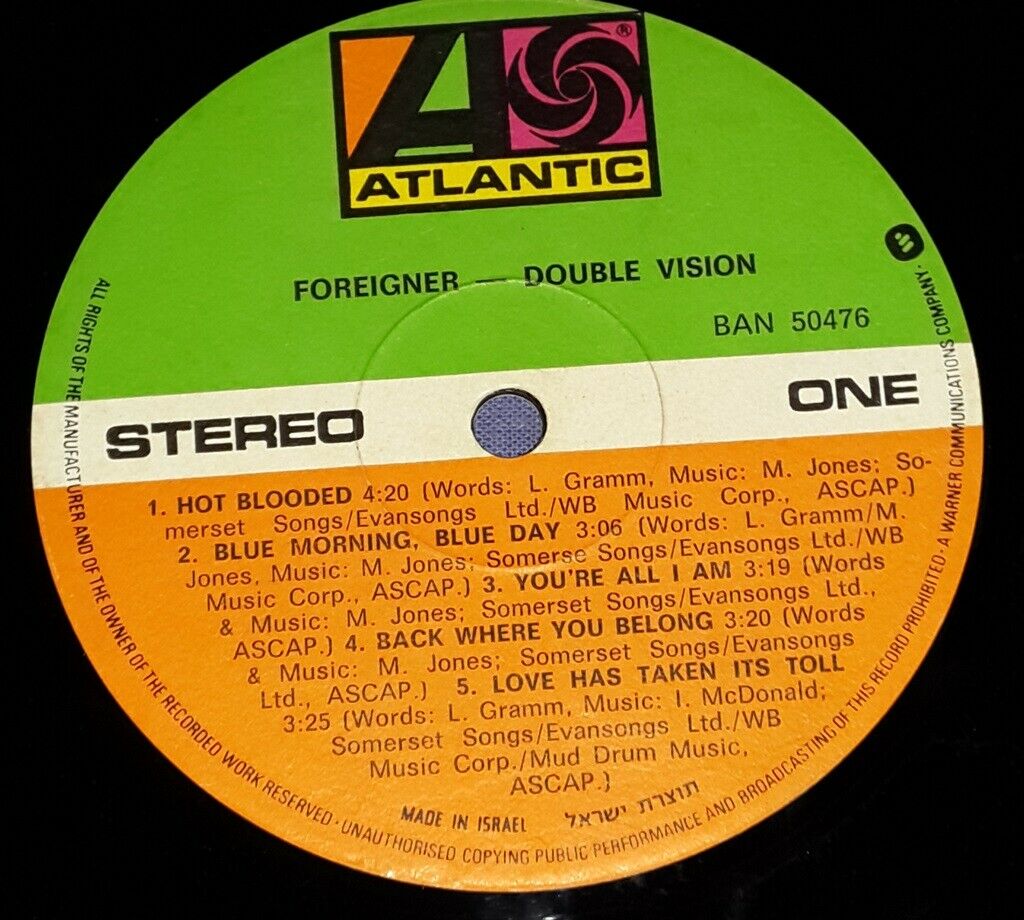 ATLANTIC ®
FOREIGNER — DOUBLE VISION
BAN 50476
STEREO
ONE
1. HOT BLOODED 4:20 (Words: L. Gramm, Music: M. Jones; So-
merset Songs/Evansongs Ltd./WB Music Corp., ASCAP.)
2. BLUE MORNING, BLUE DAY 3:06 (Words: L. Gramm/M.
Jones, Music: M. Jones; Somerse Songs/Evansongs Ltd./WB
Music Corp., ASCAP.) 3. YOU'RE ALL I AM 3:19 (Words
& Music: M. Jones; Somerset Songs/Evansongs Ltd.,
ASCAP.) 4. BACK WHERE YOU BELONG 3:20 (Words
& Music: M. Jones; Somerset Songs/Evansongs
Ltd., ASCAP.) 5. LOVE HAS TAKEN ITS TOLL
3:25 (Words: L. Gramm, Music: I. McDonald;
Somerset Songs/Evansongs Ltd./WB
Music Corp./Mud Drum Music,
ASCAP.)
MADE IN ISRAEL תוצרת ישראל
ALL RIGHTS OF THE MANUFACTURER AND OF THE OWNER OF THE RECORDED WORK RESERVED · UNAUTHORISED COPYING PUBLIC PERFORMANCE AND BROADCASTING OF THIS RECORD PROHIBITED · A WARNER COMMUNICATIONS COMPANY ·